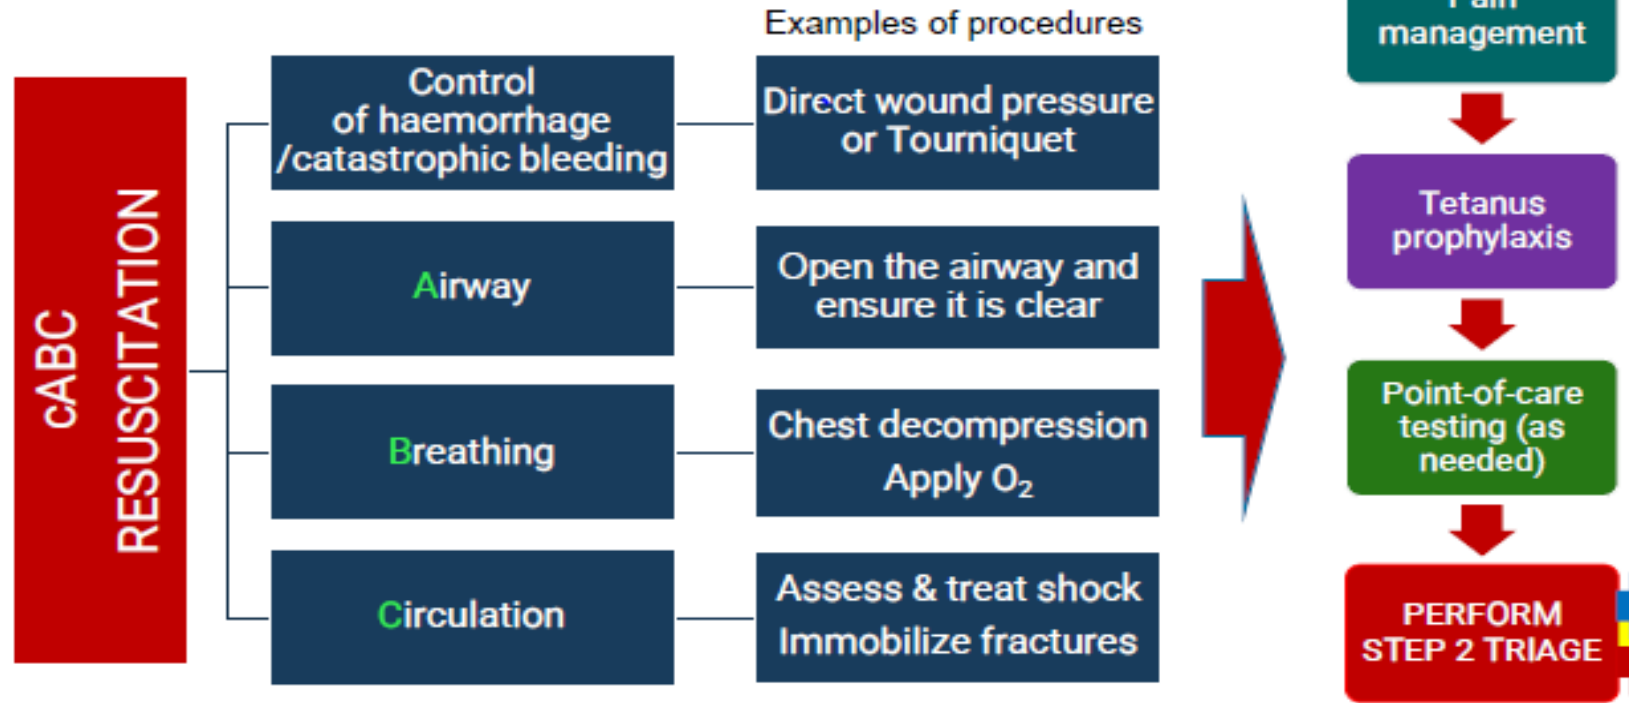 Examples of procedures
cABC
RESUSCITATION
Control
of haemorrhage
/catastrophic bleeding
Direct wound pressure
or Tourniquet
Airway
Open the airway and
ensure it is clear
Breathing
Chest decompression
Apply O₂
Circulation
Assess & treat shock
Immobilize fractures
Pain
management
Tetanus
prophylaxis
Point-of-care
testing (as
needed)
PERFORM
STEP 2 TRIAGE